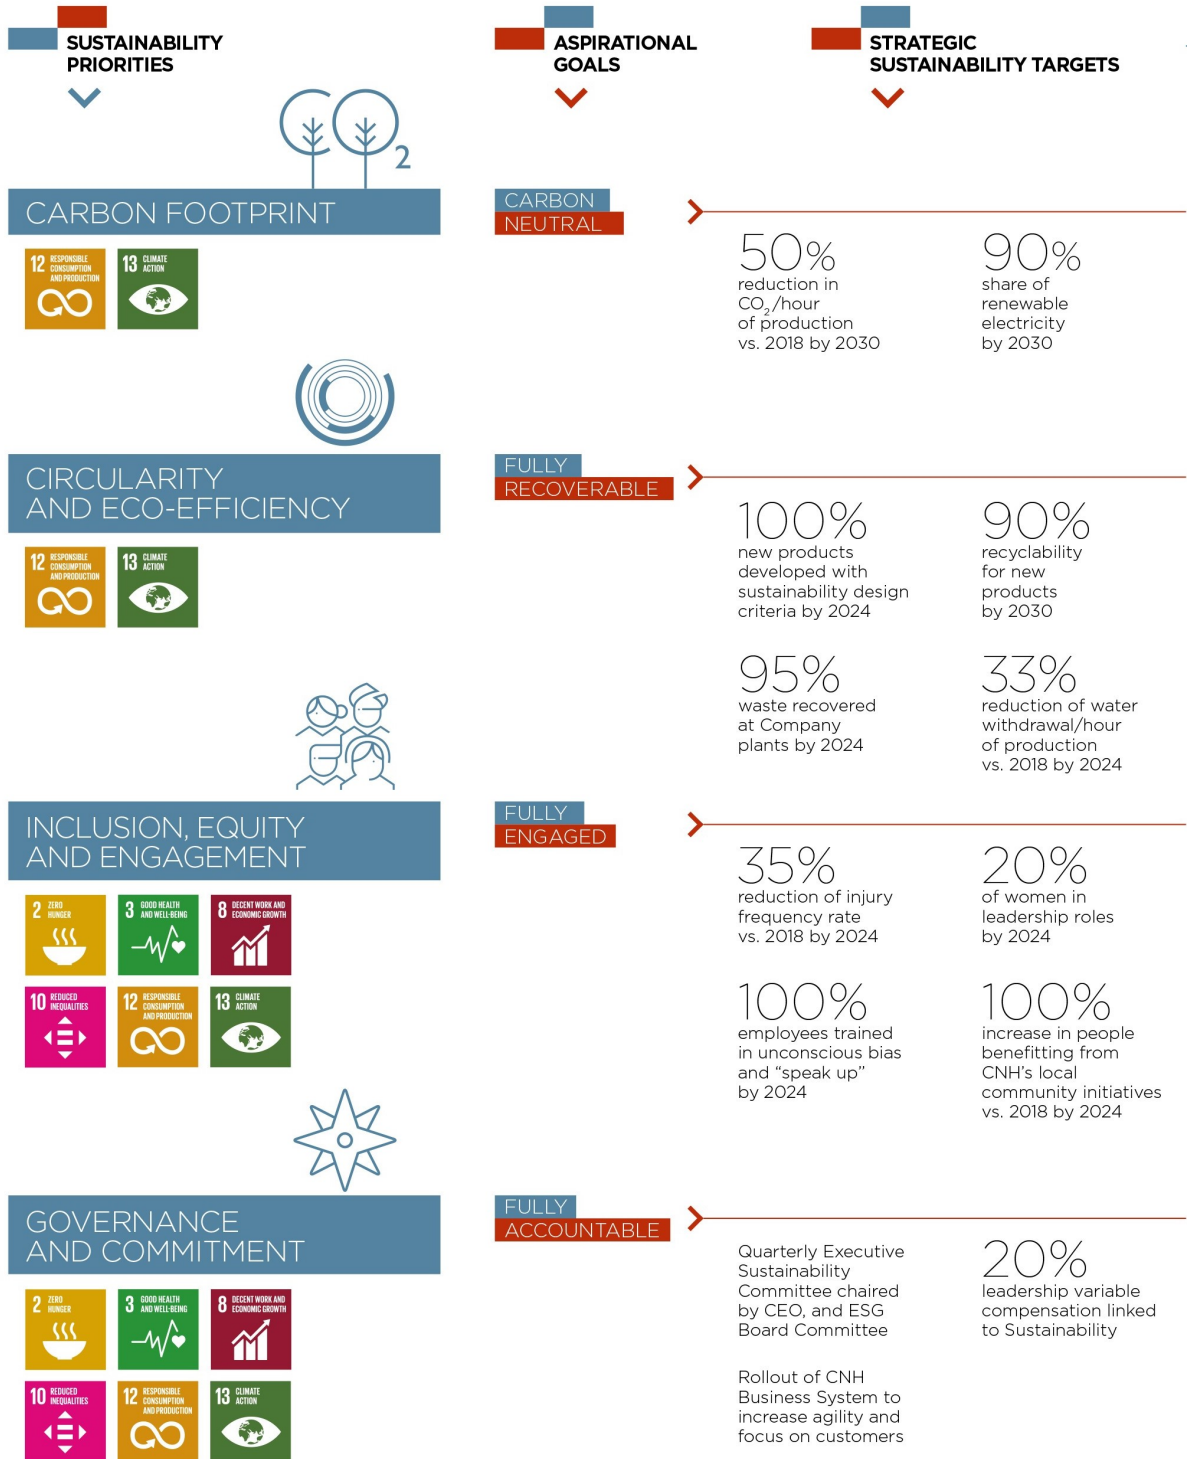 SUSTAINABILITY
PRIORITIES
ASPIRATIONAL
GOALS
STRATEGIC
SUSTAINABILITY TARGETS
2
CARBON FOOTPRINT
12 RESPONSIBLE
CONSUMPTION
AND PRODUCTION
13 CLIMATE
ACTION
CARBON
NEUTRAL
50%
reduction in
CO₂/hour
of production
vs. 2018 by 2030
90%
share of
renewable
electricity
by 2030
CIRCULARITY
AND ECO-EFFICIENCY
12 RESPONSIBLE
CONSUMPTION
AND PRODUCTION
13 CLIMATE
ACTION
FULLY
RECOVERABLE
100%
new products
developed with
sustainability design
criteria by 2024
90%
recyclability
for new
products
by 2030
95%
waste recovered
at Company
plants by 2024
33%
reduction of water
withdrawal/hour
of production
vs. 2018 by 2024
INCLUSION, EQUITY
AND ENGAGEMENT
2 ZERO
HUNGER
3 GOOD HEALTH
AND WELL-BEING
8 DECENT WORK AND
ECONOMIC GROWTH
10 REDUCED
INEQUALITIES
12 RESPONSIBLE
CONSUMPTION
AND PRODUCTION
13 CLIMATE
ACTION
FULLY
ENGAGED
35%
reduction of injury
frequency rate
vs. 2018 by 2024
20%
of women in
leadership roles
by 2024
100%
employees trained
in unconscious bias
and “speak up”
by 2024
100%
increase in people
benefitting from
CNH’s local
community initiatives
vs. 2018 by 2024
GOVERNANCE
AND COMMITMENT
2 ZERO
HUNGER
3 GOOD HEALTH
AND WELL-BEING
8 DECENT WORK AND
ECONOMIC GROWTH
10 REDUCED
INEQUALITIES
12 RESPONSIBLE
CONSUMPTION
AND PRODUCTION
13 CLIMATE
ACTION
FULLY
ACCOUNTABLE
Quarterly Executive
Sustainability
Committee chaired
by CEO, and ESG
Board Committee
20%
leadership variable
compensation linked
to Sustainability
Rollout of CNH
Business System to
increase agility and
focus on customers